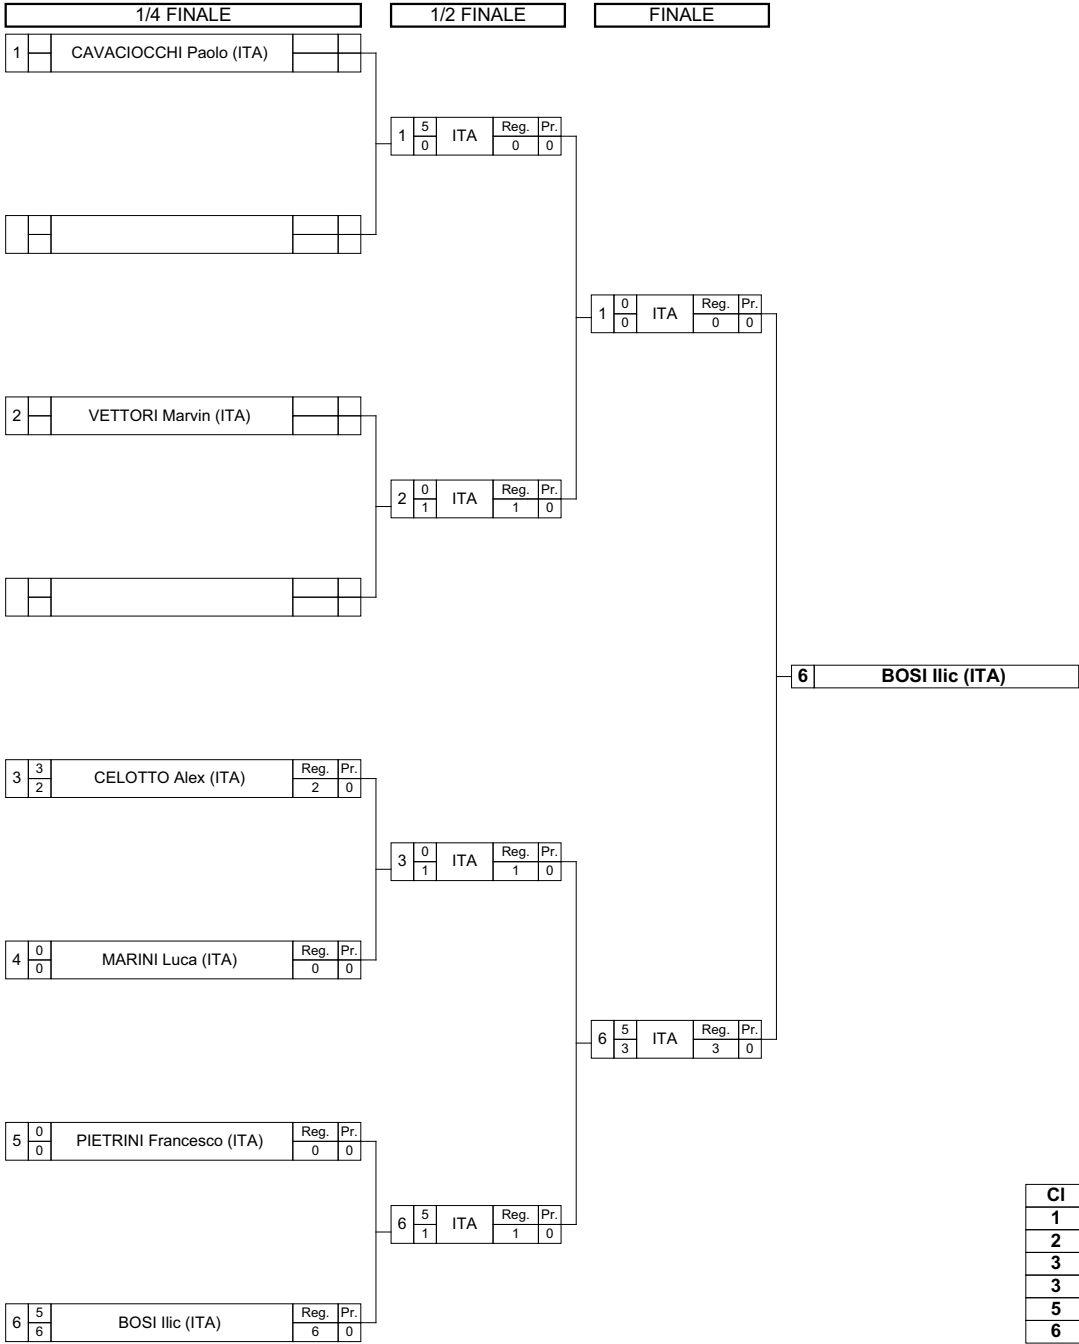 1/4 FINALE 1/2 FINALE FINALE
1 CAVACIOCCHI Paolo (ITA)
1 5 0 ITA Reg. 0 Pr. 0
1 0 0 ITA Reg. 0 Pr. 0
2 VETTORI Marvin (ITA)
2 0 1 ITA Reg. 1 Pr. 0
6 BOSI Ilic (ITA)
3 3 2 CELOTTO Alex (ITA) Reg. 2 Pr. 0
3 0 1 ITA Reg. 1 Pr. 0
4 0 0 MARINI Luca (ITA) Reg. 0 Pr. 0
6 5 3 ITA Reg. 3 Pr. 0
5 0 0 PIETRINI Francesco (ITA) Reg. 0 Pr. 0
6 5 1 ITA Reg. 1 Pr. 0
6 5 6 BOSI Ilic (ITA) Reg. 6 Pr. 0
Cl
1
2
3
3
5
6